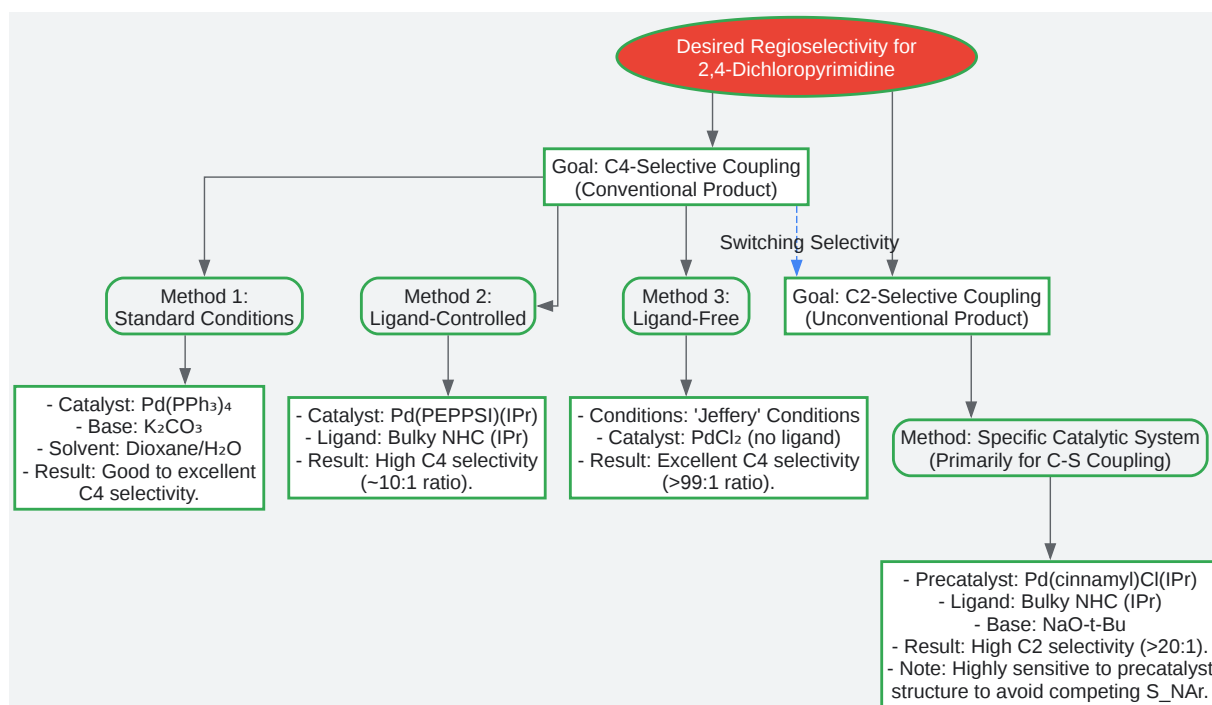 Desired Regioselectivity for
2,4-Dichloropyrimidine
Goal: C4-Selective Coupling
(Conventional Product)
Switching Selectivity
Method 1:
Standard Conditions
Method 2:
Ligand-Controlled
Method 3:
Ligand-Free
Goal: C2-Selective Coupling
(Unconventional Product)
- Catalyst: Pd(PPh₃)₄
- Base: K₂CO₃
- Solvent: Dioxane/H₂O
- Result: Good to excellent
C4 selectivity.
- Catalyst: Pd(PEPPSI)(IPr)
- Ligand: Bulky NHC (IPr)
- Result: High C4 selectivity
(~10:1 ratio).
- Conditions: 'Jeffery' Conditions
- Catalyst: PdCl₂ (no ligand)
- Result: Excellent C4 selectivity
(>99:1 ratio).
Method: Specific Catalytic System
(Primarily for C-S Coupling)
- Precatalyst: Pd(cinnamyl)Cl(IPr)
- Ligand: Bulky NHC (IPr)
- Base: NaO-t-Bu
- Result: High C2 selectivity (>20:1).
- Note: Highly sensitive to precatalyst
structure to avoid competing S_NAr.